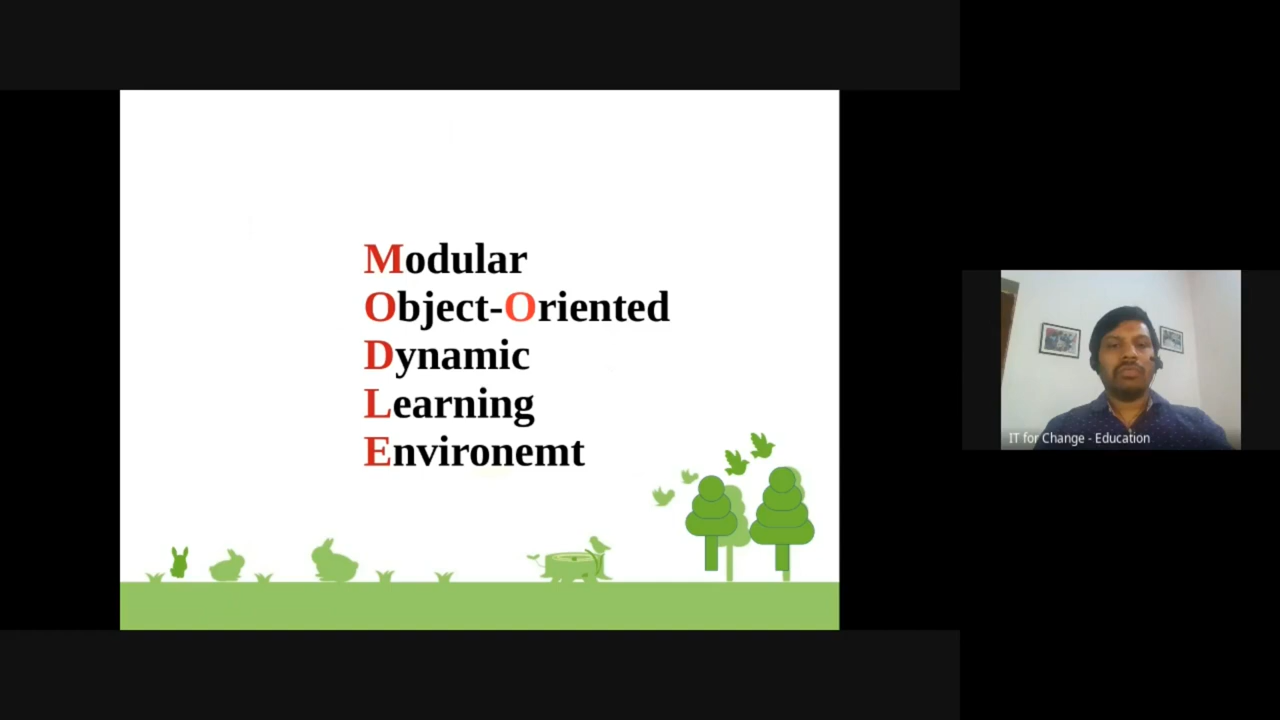 Modular
Object-Oriented
Dynamic
Learning
Environemt
IT for Change - Education